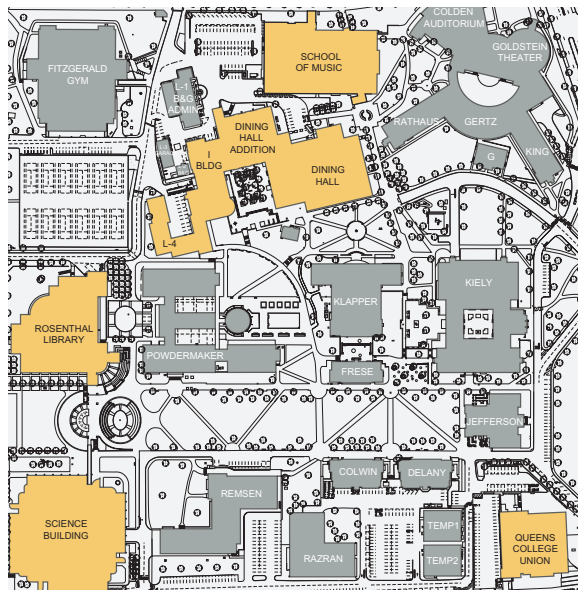 COLDEN
AUDITORIUM
GOLDSTEIN
THEATER
SCHOOL
OF MUSIC
FITZGERALD
GYM
L-1
B&G
ADMIN
DINING
HALL
ADDITION
RATHAUS
GERTZ
KING
G
I
BLDG
DINING
HALL
L-4
KIELY
KLAPPER
ROSENTHAL
LIBRARY
POWDERMAKER
FRESE
JEFFERSON
COLWIN
DELANY
REMSEN
SCIENCE
BUILDING
RAZRAN
TEMP1
TEMP2
QUEENS
COLLEGE
UNION